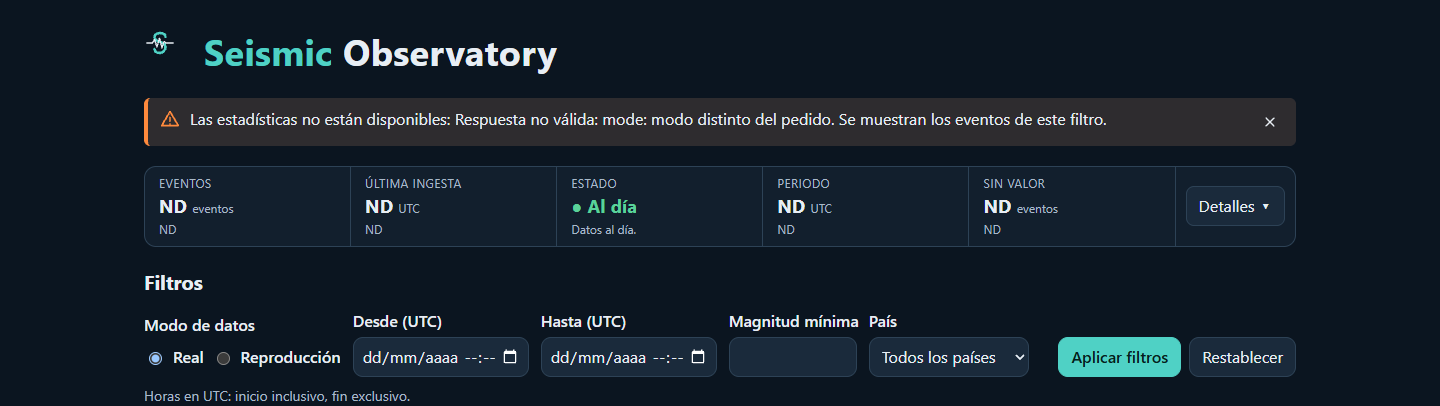 Seismic Observatory
Las estadísticas no están disponibles: Respuesta no válida: mode: modo distinto del pedido. Se muestran los eventos de este filtro. ×
EVENTOS
ND eventos
ND
ÚLTIMA INGESTA
ND UTC
ND
ESTADO
● Al día
Datos al día.
PERIODO
ND UTC
ND
SIN VALOR
ND eventos
ND
Detalles ▾
Filtros
Modo de datos
Real Reproducción
Desde (UTC)
dd/mm/aaaa --:--
Hasta (UTC)
dd/mm/aaaa --:--
Magnitud mínima
País
Todos los países
Aplicar filtros
Restablecer
Horas en UTC: inicio inclusivo, fin exclusivo.